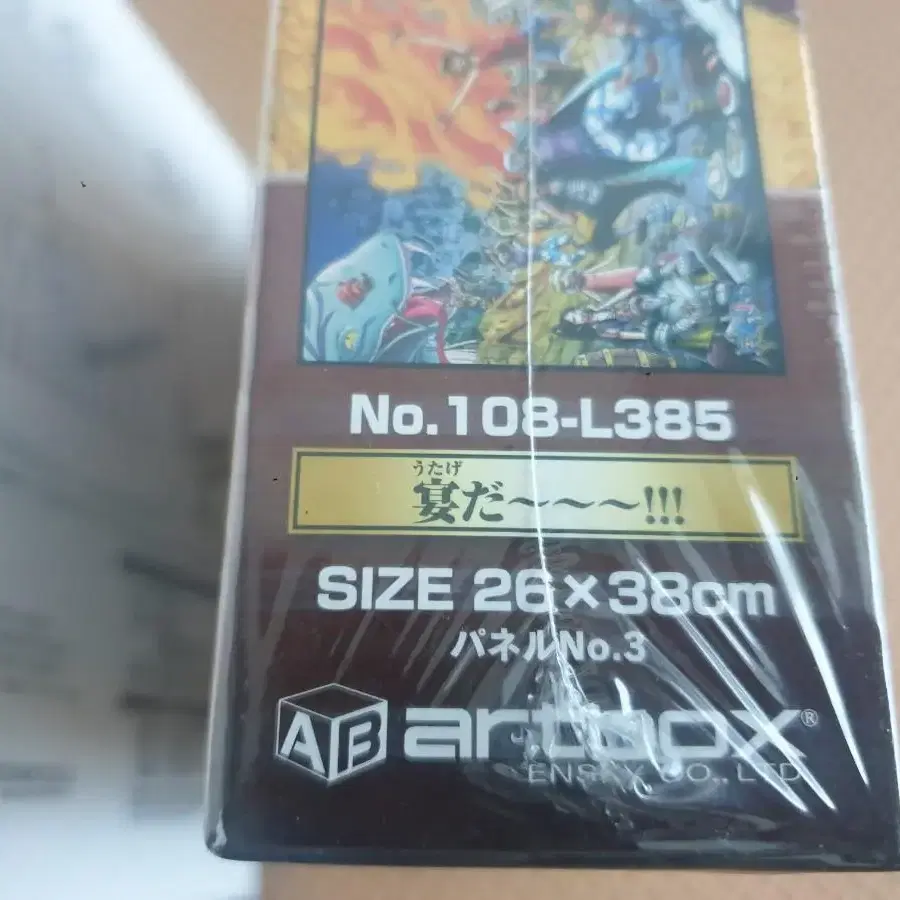 No.108-L385
うたげ
宴だ~~~!!!
SIZE 26×38cm
パネルNo.3
AB artbox®
ENSKY CO., LTD